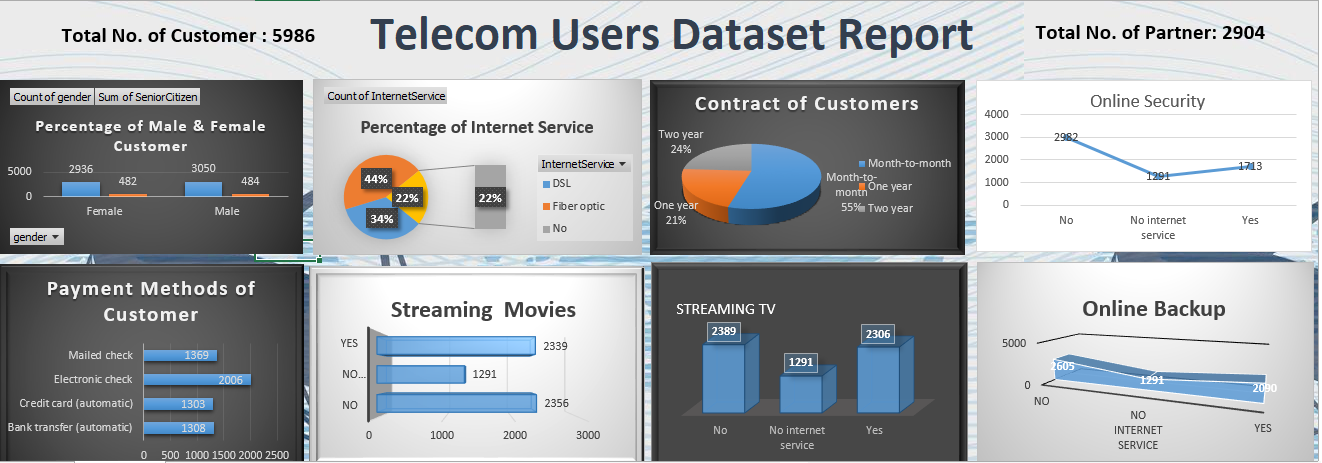 Total No. of Customer : 5986
Telecom Users Dataset Report
Total No. of Partner: 2904
Count of gender
Sum of SeniorCitizen
Percentage of Male & Female
Customer
5000
0
2936
482
3050
484
Female
Male
gender
Count of InternetService
Percentage of Internet Service
44%
22%
34%
22%
InternetService
DSL
Fiber optic
No
Contract of Customers
Two year
24%
One year
21%
Month-to-
month
55%
Month-to-month
One year
Two year
Online Security
4000
3000
2000
1000
0
2982
1291
1713
No
No internet
service
Yes
Payment Methods of
Customer
Mailed check
1369
Electronic check
2006
Credit card (automatic)
1303
Bank transfer (automatic)
1308
0 500 1000 1500 2000 2500
Streaming Movies
YES
2339
NO...
1291
NO
2356
0 1000 2000 3000
STREAMING TV
2389
1291
2306
No
No internet
service
Yes
Online Backup
5000
0
2605
1291
2090
NO
NO
INTERNET
SERVICE
YES